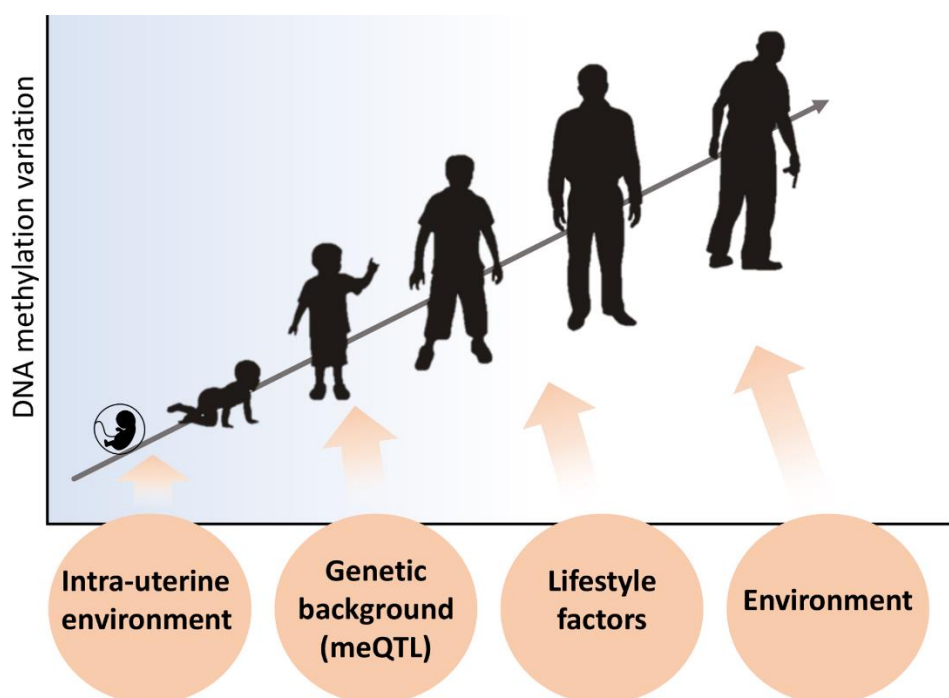 DNA methylation variation
Intra-uterine
environment
Genetic
background
(meQTL)
Lifestyle
factors
Environment